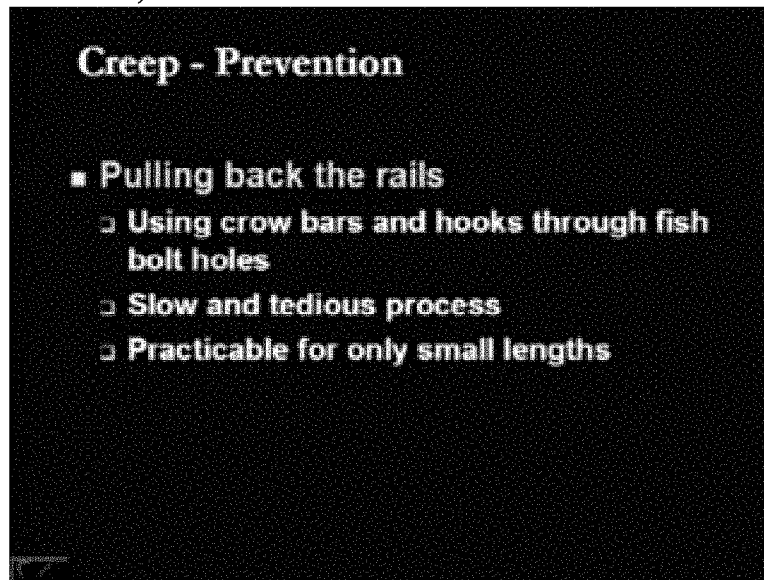 Creep - Prevention
Pulling back the rails
Using crow bars and hooks through fish
bolt holes
Slow and tedious process
Practicable for only small lengths